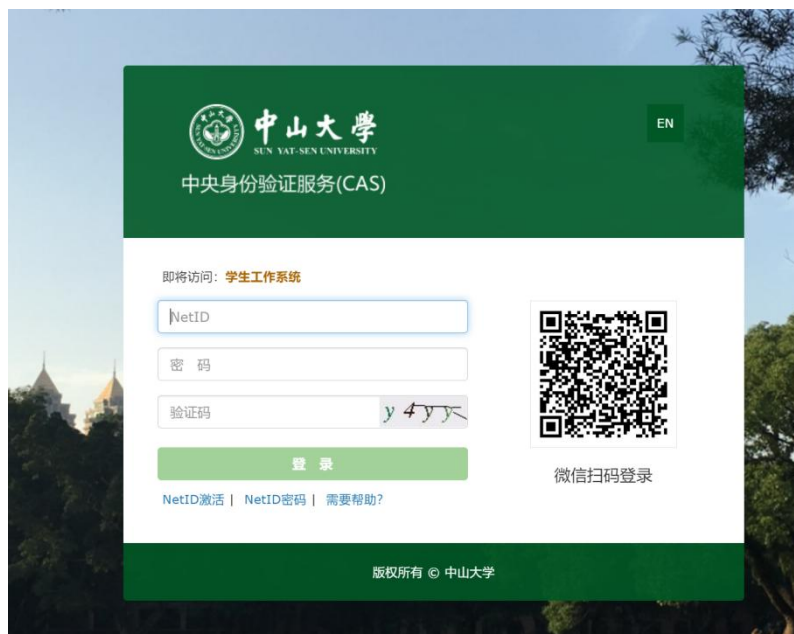 中山大學
SUN YAT-SEN UNIVERSITY
EN
中央身份验证服务(CAS)
即将访问: 学生工作系统
NetID
密 码
验证码
y4yy
登 录
NetID激活 | NetID密码 | 需要帮助?
微信扫码登录
版权所有 © 中山大学